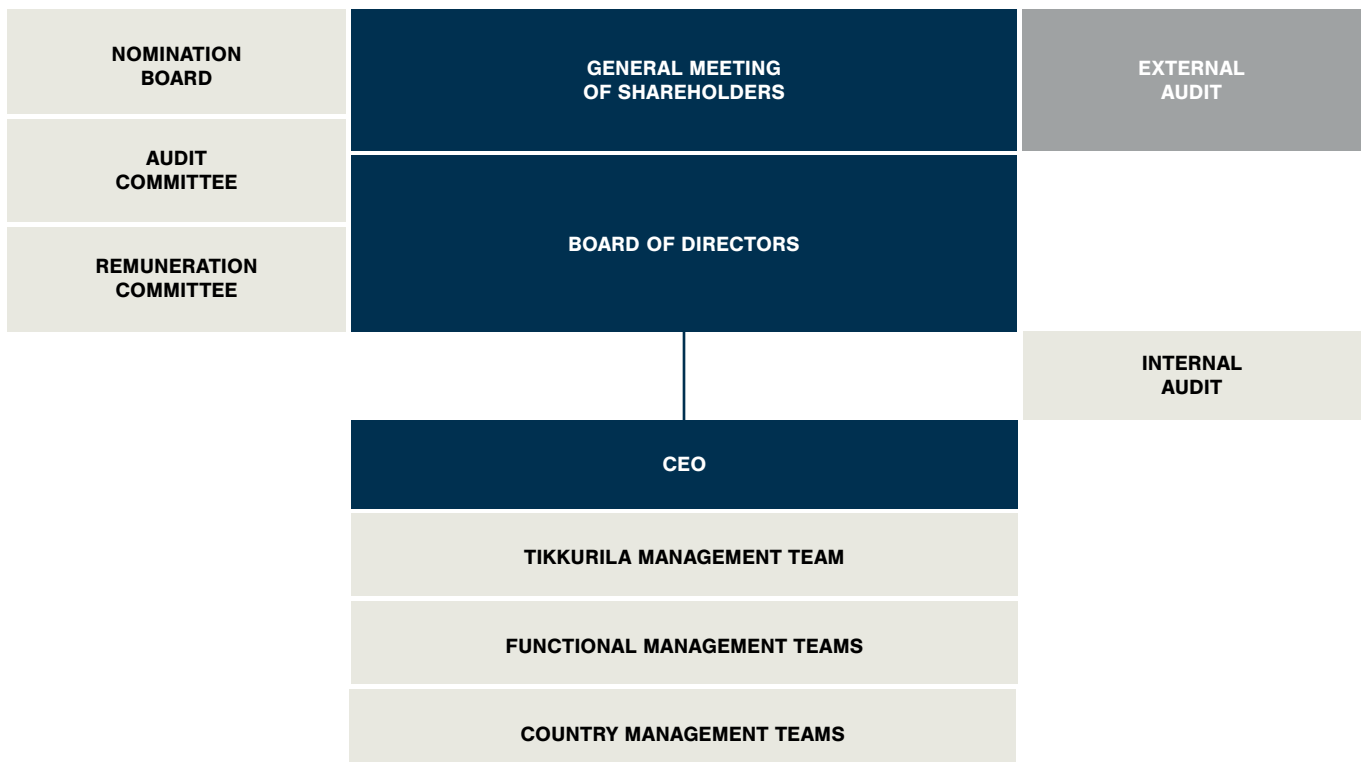 NOMINATION
BOARD
GENERAL MEETING
OF SHAREHOLDERS
EXTERNAL
AUDIT
AUDIT
COMMITTEE
BOARD OF DIRECTORS
REMUNERATION
COMMITTEE
INTERNAL
AUDIT
CEO
TIKKURILA MANAGEMENT TEAM
FUNCTIONAL MANAGEMENT TEAMS
COUNTRY MANAGEMENT TEAMS